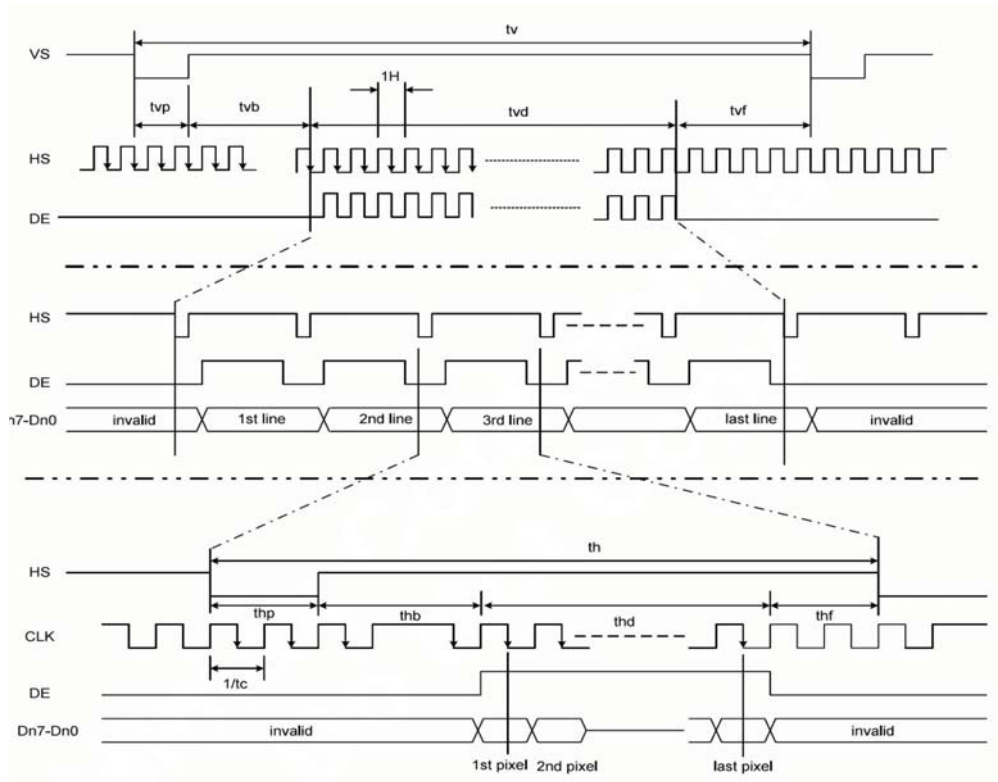 tv
VS
1H
tvp
tvb
tvd
tvf
HS
DE
HS
DE
n7-Dn0
invalid
1st line
2nd line
3rd line
last line
invalid
th
HS
thp
thb
thd
thf
CLK
1/tc
DE
Dn7-Dn0
invalid
invalid
1st pixel
2nd pixel
last pixel